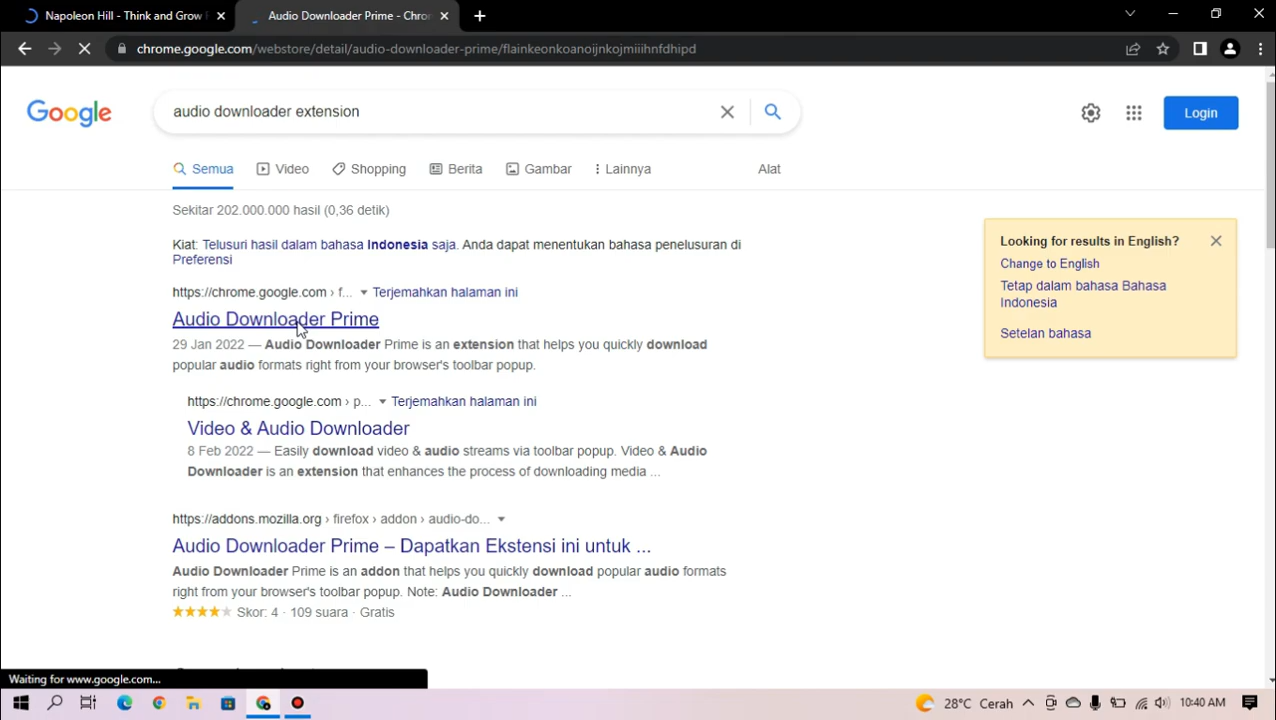 Napoleon Hill - Think and Grow
Audio Downloader Prime - Chro
chrome.google.com/webstore/detail/audio-downloader-prime/flainkeonkoanoijnkojmiiihnfdhipd
Google
audio downloader extension
Login
Semua
Video
Shopping
Berita
Gambar
Lainnya
Alat
Sekitar 202.000.000 hasil (0,36 detik)
Kiat: Telusuri hasil dalam bahasa Indonesia saja. Anda dapat menentukan bahasa penelusuran di
Preferensi
Looking for results in English?
Change to English
Tetap dalam bahasa Bahasa
Indonesia
Setelan bahasa
https://chrome.google.com › f... Terjemahkan halaman ini
Audio Downloader Prime
29 Jan 2022 — Audio Downloader Prime is an extension that helps you quickly download
popular audio formats right from your browser's toolbar popup.
https://chrome.google.com › p... Terjemahkan halaman ini
Video & Audio Downloader
8 Feb 2022 — Easily download video & audio streams via toolbar popup. Video & Audio
Downloader is an extension that enhances the process of downloading media ...
https://addons.mozilla.org › firefox › addon › audio-do...
Audio Downloader Prime – Dapatkan Ekstensi ini untuk ...
Audio Downloader Prime is an addon that helps you quickly download popular audio formats
right from your browser's toolbar popup. Note: Audio Downloader ...
Skor: 4 · 109 suara · Gratis
Waiting for www.google.com...
28°C Cerah
10:40 AM